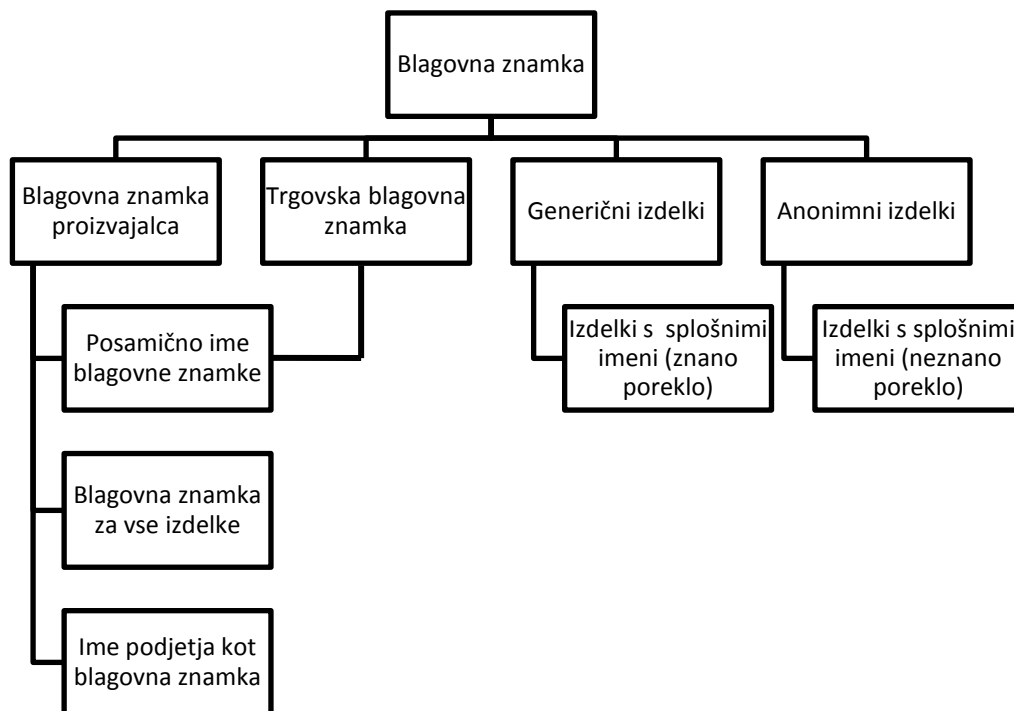 Blagovna znamka
Blagovna znamka
proizvajalca
Trgovska blagovna
znamka
Generični izdelki
Anonimni izdelki
Posamično ime
blagovne znamke
Izdelki s splošnimi
imeni (znano
poreklo)
Izdelki s splošnimi
imeni (neznano
poreklo)
Blagovna znamka
za vse izdelke
Ime podjetja kot
blagovna znamka